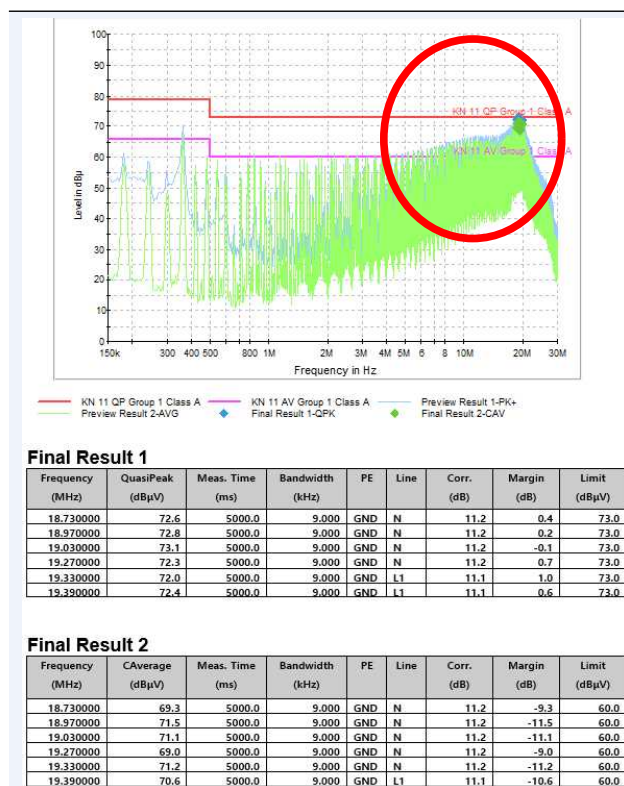 100
90
80
70
60
50
40
30
20
10
0
Level in dBµ
KN 11 QP Group 1 Class A
KN 11 AV Group 1 Class A
150k 300 400 500 800 1M 2M 3M 4M 5M 6 8 10M 20M 30M
Frequency in Hz
KN 11 QP Group 1 Class A KN 11 AV Group 1 Class A Preview Result 1-PK+
Preview Result 2-AVG Final Result 1-QPK Final Result 2-CAV
Final Result 1
Frequency QuasiPeak Meas. Time Bandwidth PE Line Corr. Margin Limit
(MHz) (dBµV) (ms) (kHz) (dB) (dB) (dBµV)
18.730000 72.6 5000.0 9.000 GND N 11.2 0.4 73.0
18.970000 72.8 5000.0 9.000 GND N 11.2 0.2 73.0
19.030000 73.1 5000.0 9.000 GND N 11.2 -0.1 73.0
19.270000 72.3 5000.0 9.000 GND N 11.2 0.7 73.0
19.330000 72.0 5000.0 9.000 GND L1 11.1 1.0 73.0
19.390000 72.4 5000.0 9.000 GND L1 11.1 0.6 73.0
Final Result 2
Frequency CAverage Meas. Time Bandwidth PE Line Corr. Margin Limit
(MHz) (dBµV) (ms) (kHz) (dB) (dB) (dBµV)
18.730000 69.3 5000.0 9.000 GND N 11.2 -9.3 60.0
18.970000 71.5 5000.0 9.000 GND N 11.2 -11.5 60.0
19.030000 71.1 5000.0 9.000 GND N 11.2 -11.1 60.0
19.270000 69.0 5000.0 9.000 GND N 11.2 -9.0 60.0
19.330000 71.2 5000.0 9.000 GND N 11.2 -11.2 60.0
19.390000 70.6 5000.0 9.000 GND L1 11.1 -10.6 60.0